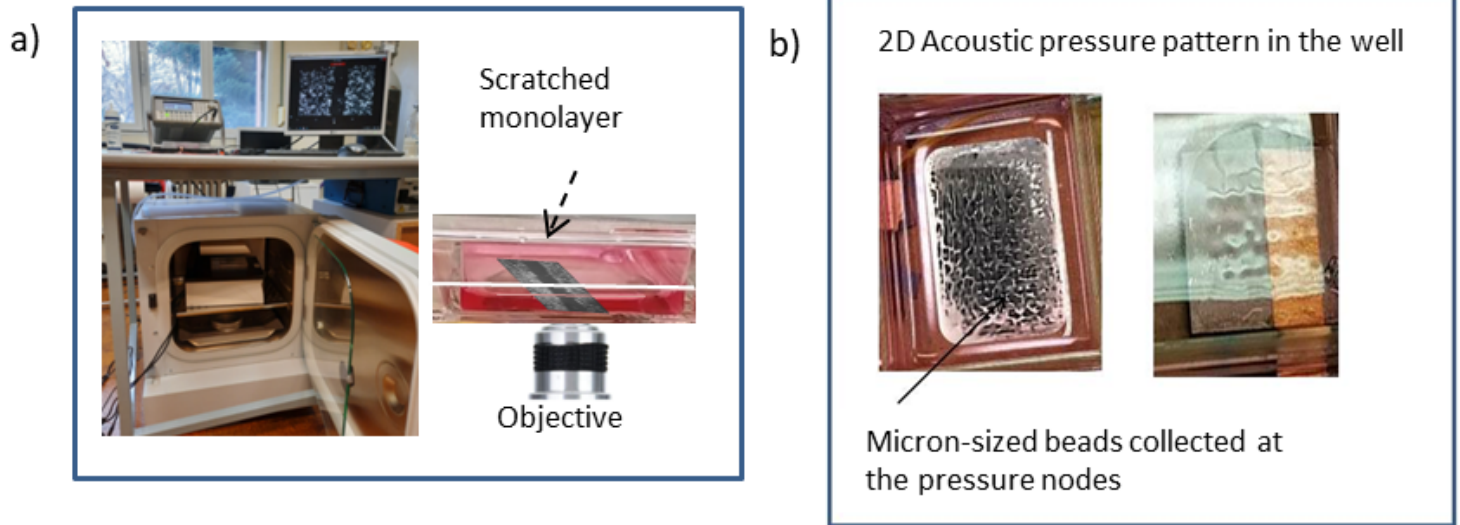 a)
Scratched
monolayer
Objective
b)
2D Acoustic pressure pattern in the well
Micron-sized beads collected at
the pressure nodes